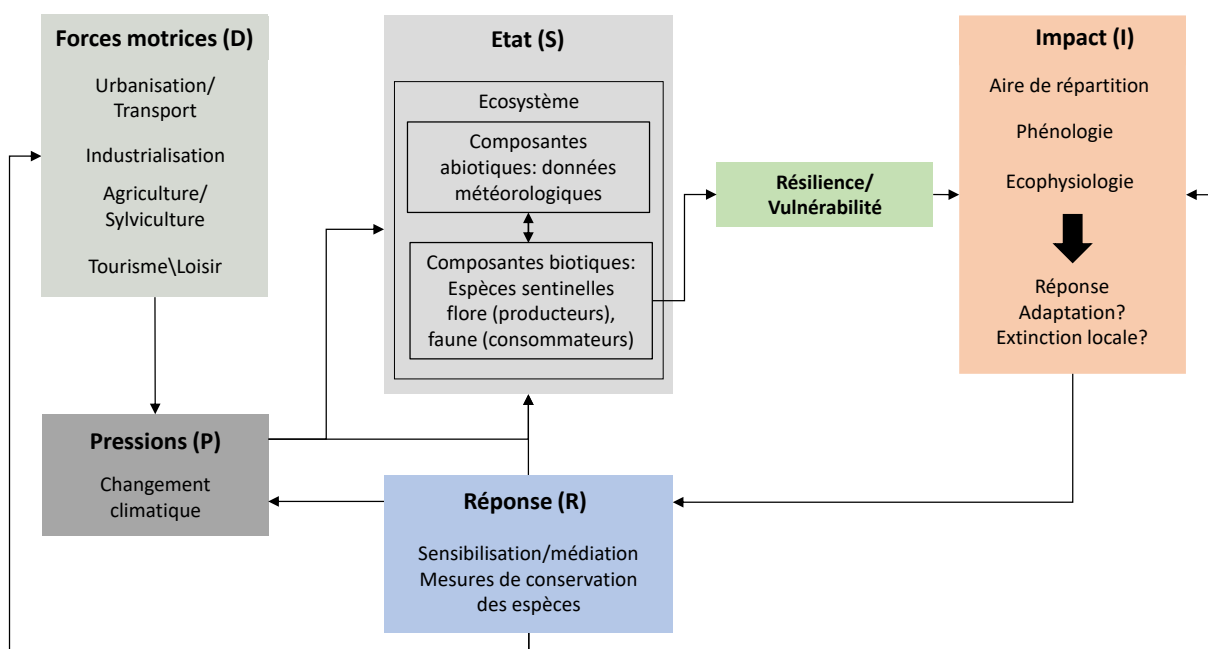 Forces motrices (D)
Urbanisation/
Transport
Industrialisation
Agriculture/
Sylviculture
Tourisme\Loisir
Pressions (P)
Changement
climatique
Etat (S)
Ecosystème
Composantes
abiotiques: données
météorologiques
Composantes biotiques:
Espèces sentinelles
flore (producteurs),
faune (consommateurs)
Résilience/
Vulnérabilité
Impact (I)
Aire de répartition
Phénologie
Ecophysiologie
Réponse
Adaptation?
Extinction locale?
Réponse (R)
Sensibilisation/médiation
Mesures de conservation
des espèces